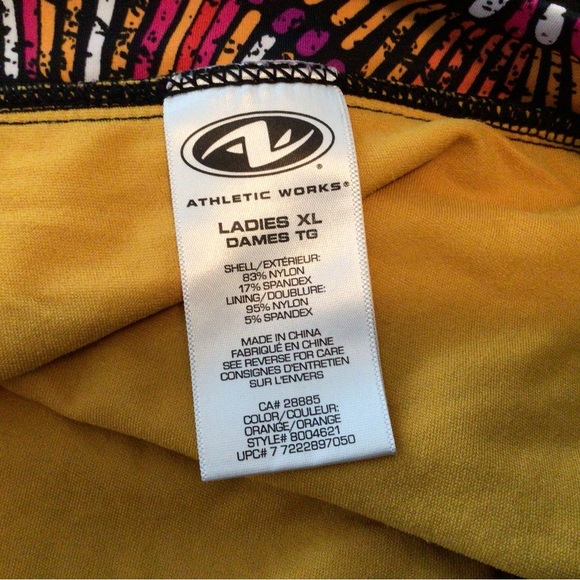 ATHLETIC WORKS®
LADIES XL
DAMES TG
SHELL/EXTÉRIEUR:
83% NYLON
17% SPANDEX
LINING/DOUBLURE:
95% NYLON
5% SPANDEX
MADE IN CHINA
FABRIQUÉ EN CHINE
SEE REVERSE FOR CARE
CONSIGNES D'ENTRETIEN
SUR L'ENVERS
CA# 28885
COLOR/COULEUR:
ORANGE/ORANGE
STYLE# 8004621
UPC# 7 7222897050